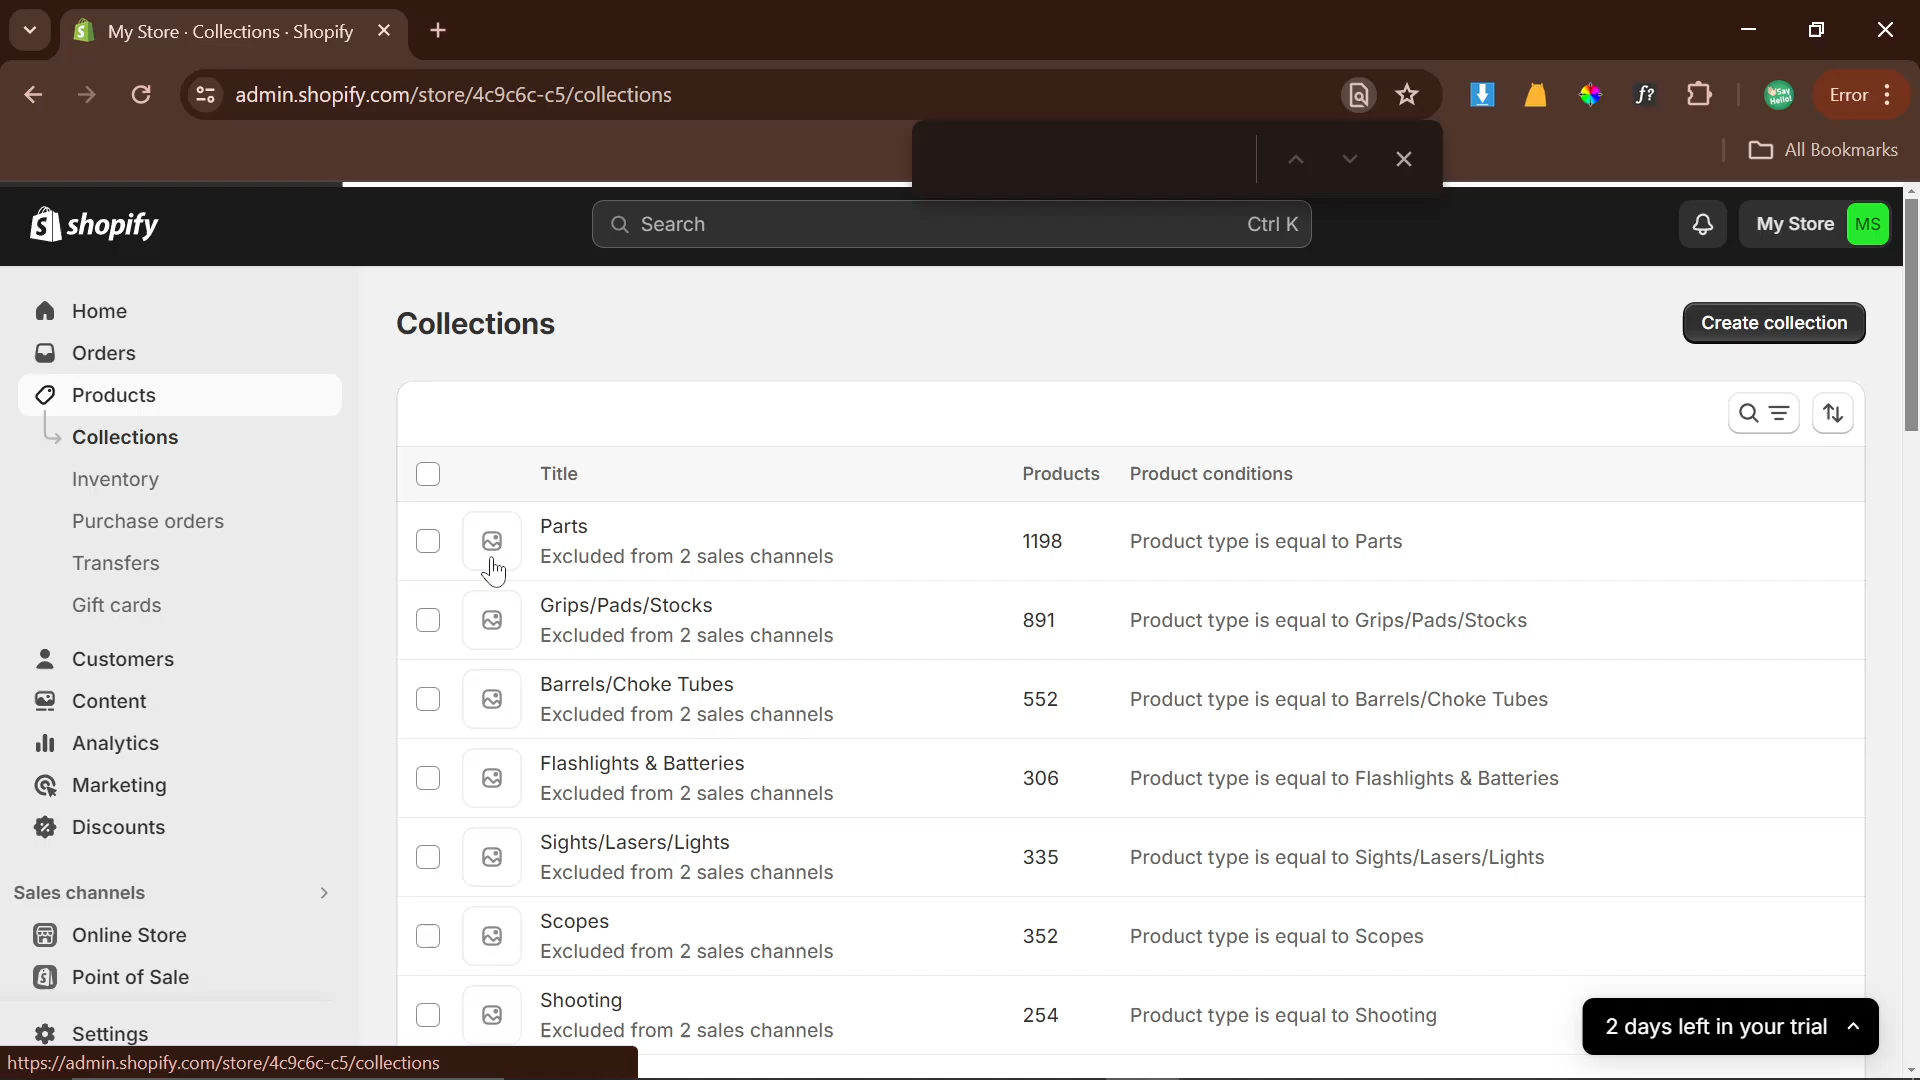 My Store · Collections · Shopify
admin.shopify.com/store/4c9c6c-c5/collections
f?
Say Hello!
Error
All Bookmarks
shopify
Search
Ctrl K
My Store
MS
Home
Orders
Products
Collections
Inventory
Purchase orders
Transfers
Gift cards
Customers
Content
Analytics
Marketing
Discounts
Sales channels
Online Store
Point of Sale
Settings
Collections
Create collection
Title Products Product conditions
Parts
Excluded from 2 sales channels
1198
Product type is equal to Parts
Grips/Pads/Stocks
Excluded from 2 sales channels
891
Product type is equal to Grips/Pads/Stocks
Barrels/Choke Tubes
Excluded from 2 sales channels
552
Product type is equal to Barrels/Choke Tubes
Flashlights & Batteries
Excluded from 2 sales channels
306
Product type is equal to Flashlights & Batteries
Sights/Lasers/Lights
Excluded from 2 sales channels
335
Product type is equal to Sights/Lasers/Lights
Scopes
Excluded from 2 sales channels
352
Product type is equal to Scopes
Shooting
Excluded from 2 sales channels
254
Product type is equal to Shooting
2 days left in your trial
https://admin.shopify.com/store/4c9c6c-c5/collections